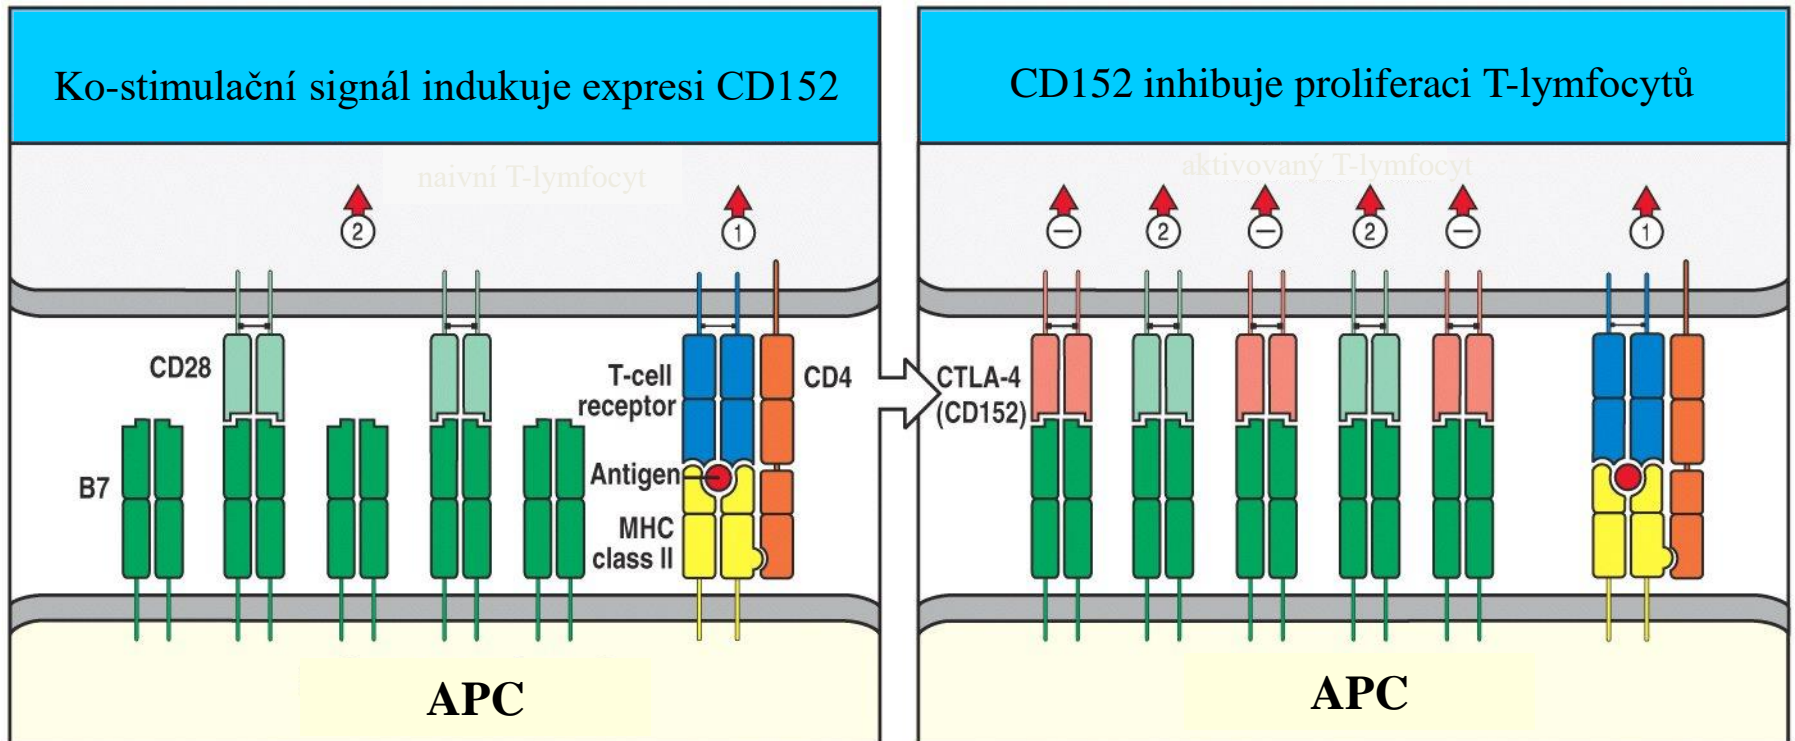 Ko-stimulační signál indukuje expresi CD152
naivní T-lymfocyt
2
1
CD28
T-cell
receptor
CD4
B7
Antigen
MHC
class II
APC
CD152 inhibuje proliferaci T-lymfocytů
aktivovaný T-lymfocyt
−
2
−
2
−
1
CTLA-4
(CD152)
APC